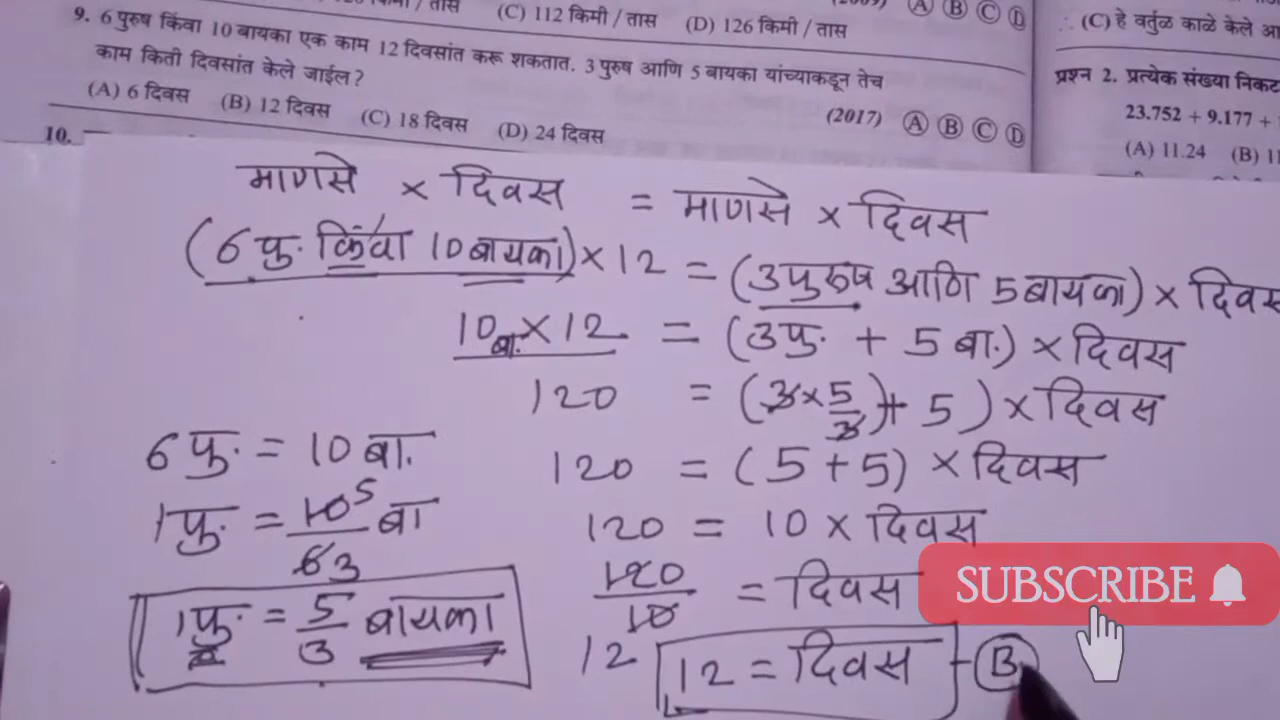 (C) 112 किमी / तास (D) 126 किमी / तास
A B C D
9. 6 पुरुष किंवा 10 बायका एक काम 12 दिवसांत करू शकतात. 3 पुरुष आणि 5 बायका यांच्याकडून तेच
काम किती दिवसांत केले जाईल?
(2017) A B C D
(A) 6 दिवस (B) 12 दिवस (C) 18 दिवस (D) 24 दिवस
10.
∴ (C) हे वर्तुळ काळे केले
प्रश्न 2. प्रत्येक संख्या निकट
23.752 + 9.177 +
(A) 11.24 (B)
माणसे × दिवस = माणसे × दिवस
(6 पु. किंवा 10 बायका) × 12 = (3 पुरुष आणि 5 बायका) × दिवस
10 बा. × 12 = (3 पु. + 5 बा.) × दिवस
120 = (3 × 5/3) + 5) × दिवस
6 पु. = 10 बा.
120 = (5 + 5) × दिवस
1 पु. = 10 5 / 6 3 बा
120 = 10 × दिवस
120 / 10 = दिवस
1 पु. = 5/3 बायका
12
12 = दिवस - B
SUBSCRIBE